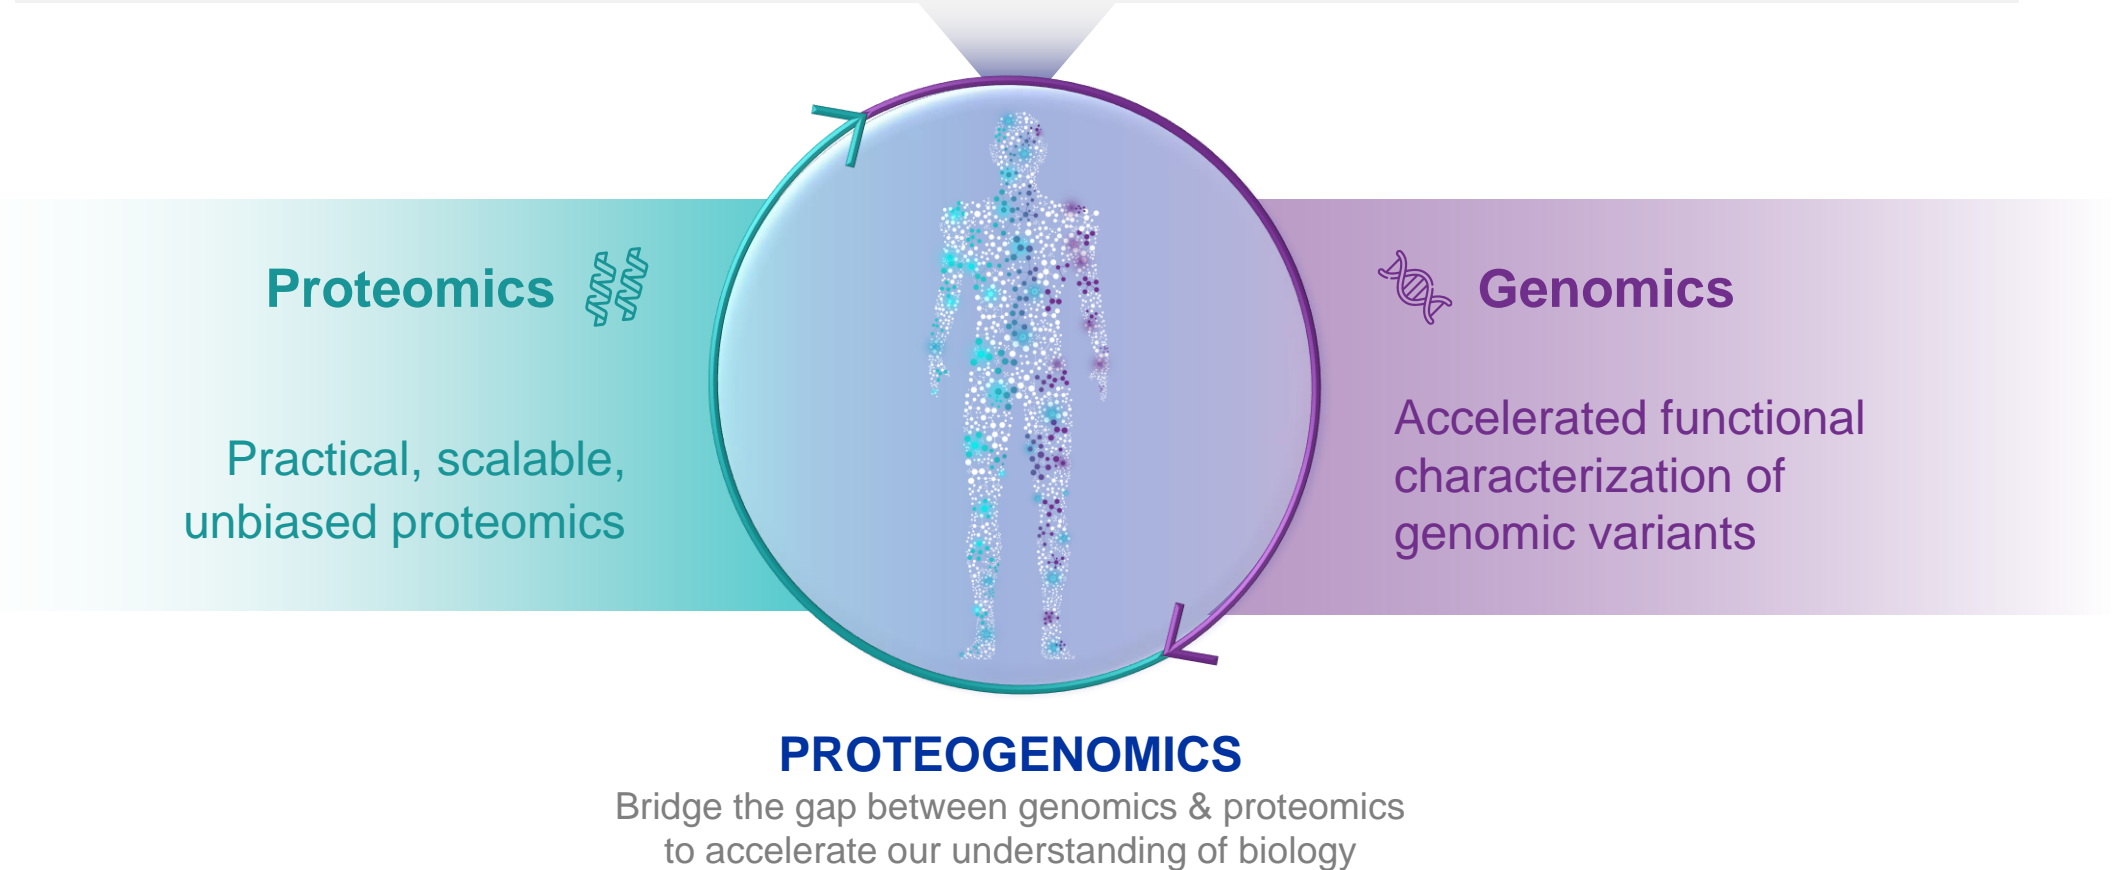 Proteomics
Practical, scalable,
unbiased proteomics
Genomics
Accelerated functional
characterization of
genomic variants
PROTEOGENOMICS
Bridge the gap between genomics & proteomics
to accelerate our understanding of biology